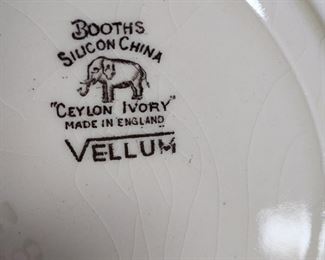 BOOTHS
SILICON CHINA
"CEYLON IVORY"
MADE IN ENGLAND
VELLUM